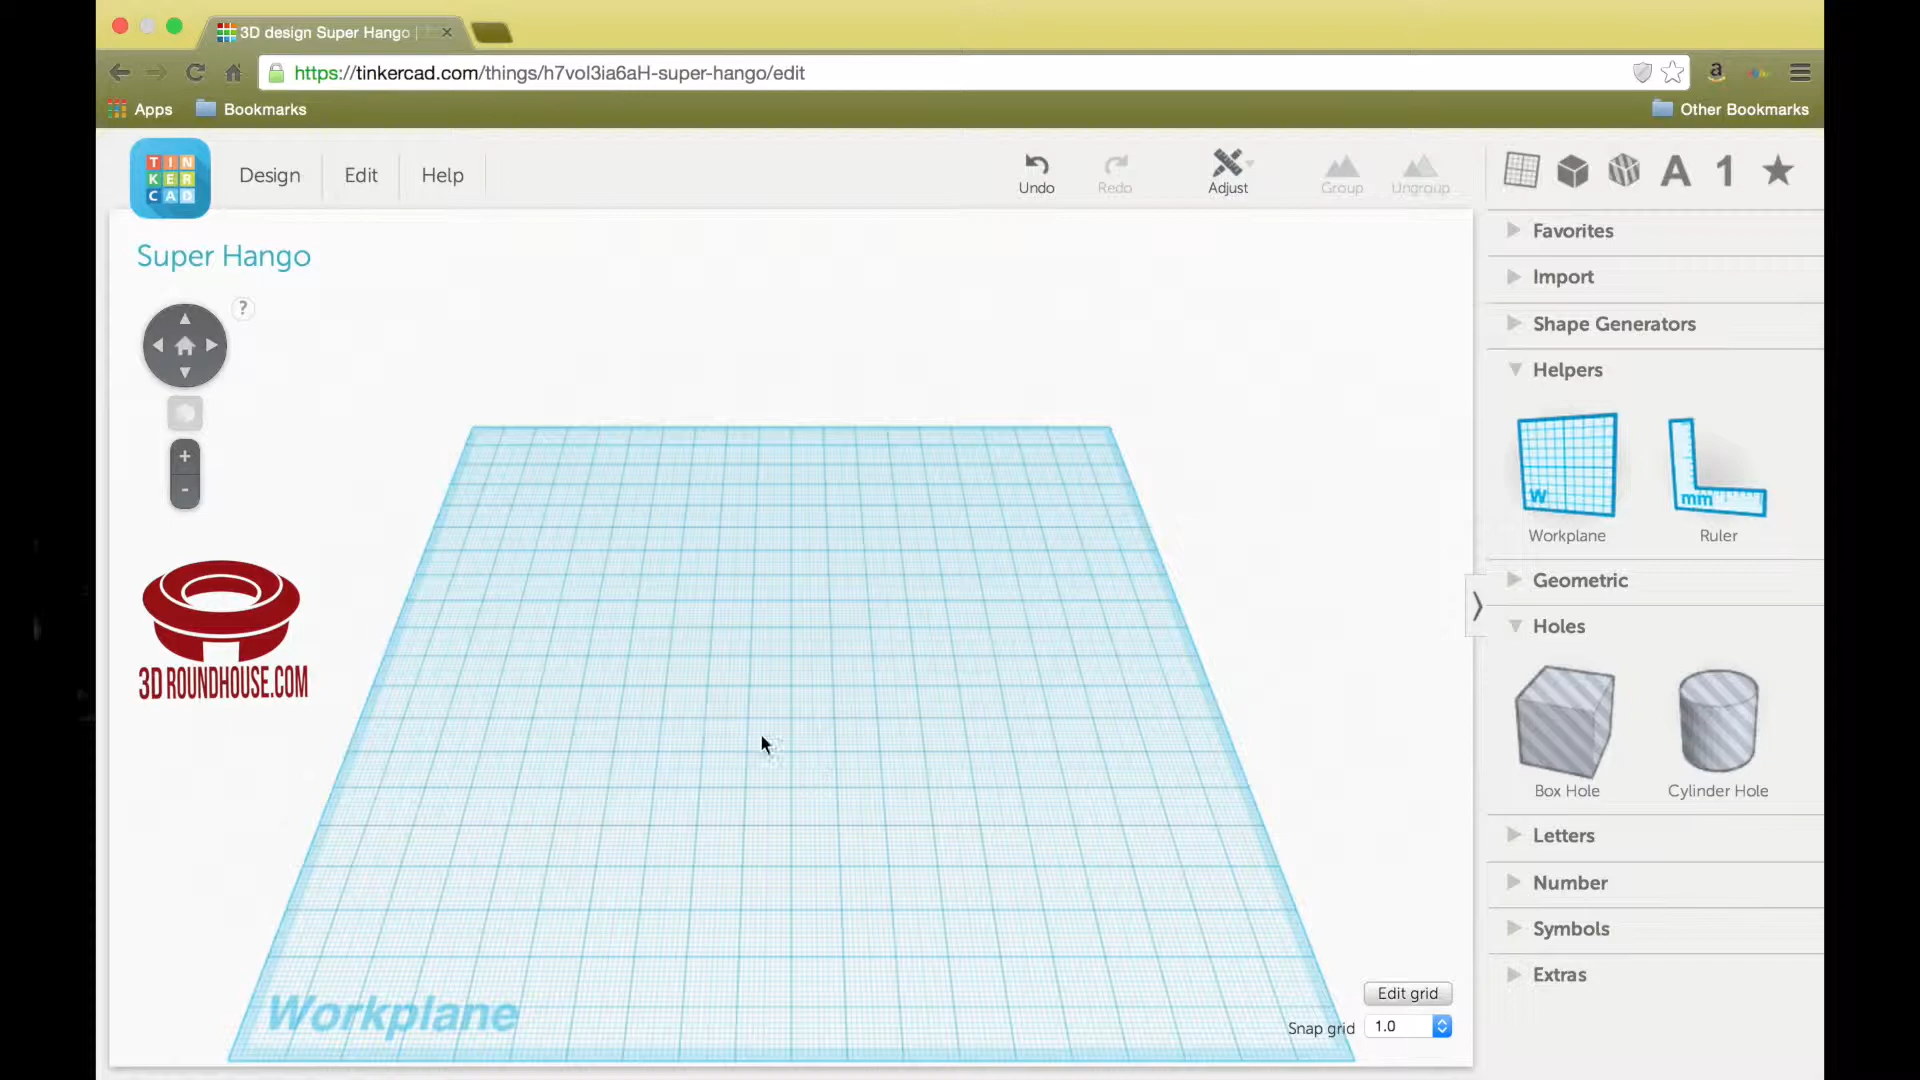 3D design Super Hango |
https://tinkercad.com/things/h7vol3ia6aH-super-hango/edit
Apps
Bookmarks
Other Bookmarks
TIN
KER
CAD
Design
Edit
Help
Undo
Redo
Adjust
Group
Ungroup
A
1
Super Hango
?
Favorites
Import
Shape Generators
Helpers
W
mm
Workplane
Ruler
Geometric
Holes
Box Hole
Cylinder Hole
Letters
Number
Symbols
Extras
+
-
3D ROUNDHOUSE.COM
Workplane
Edit grid
Snap grid
1.0